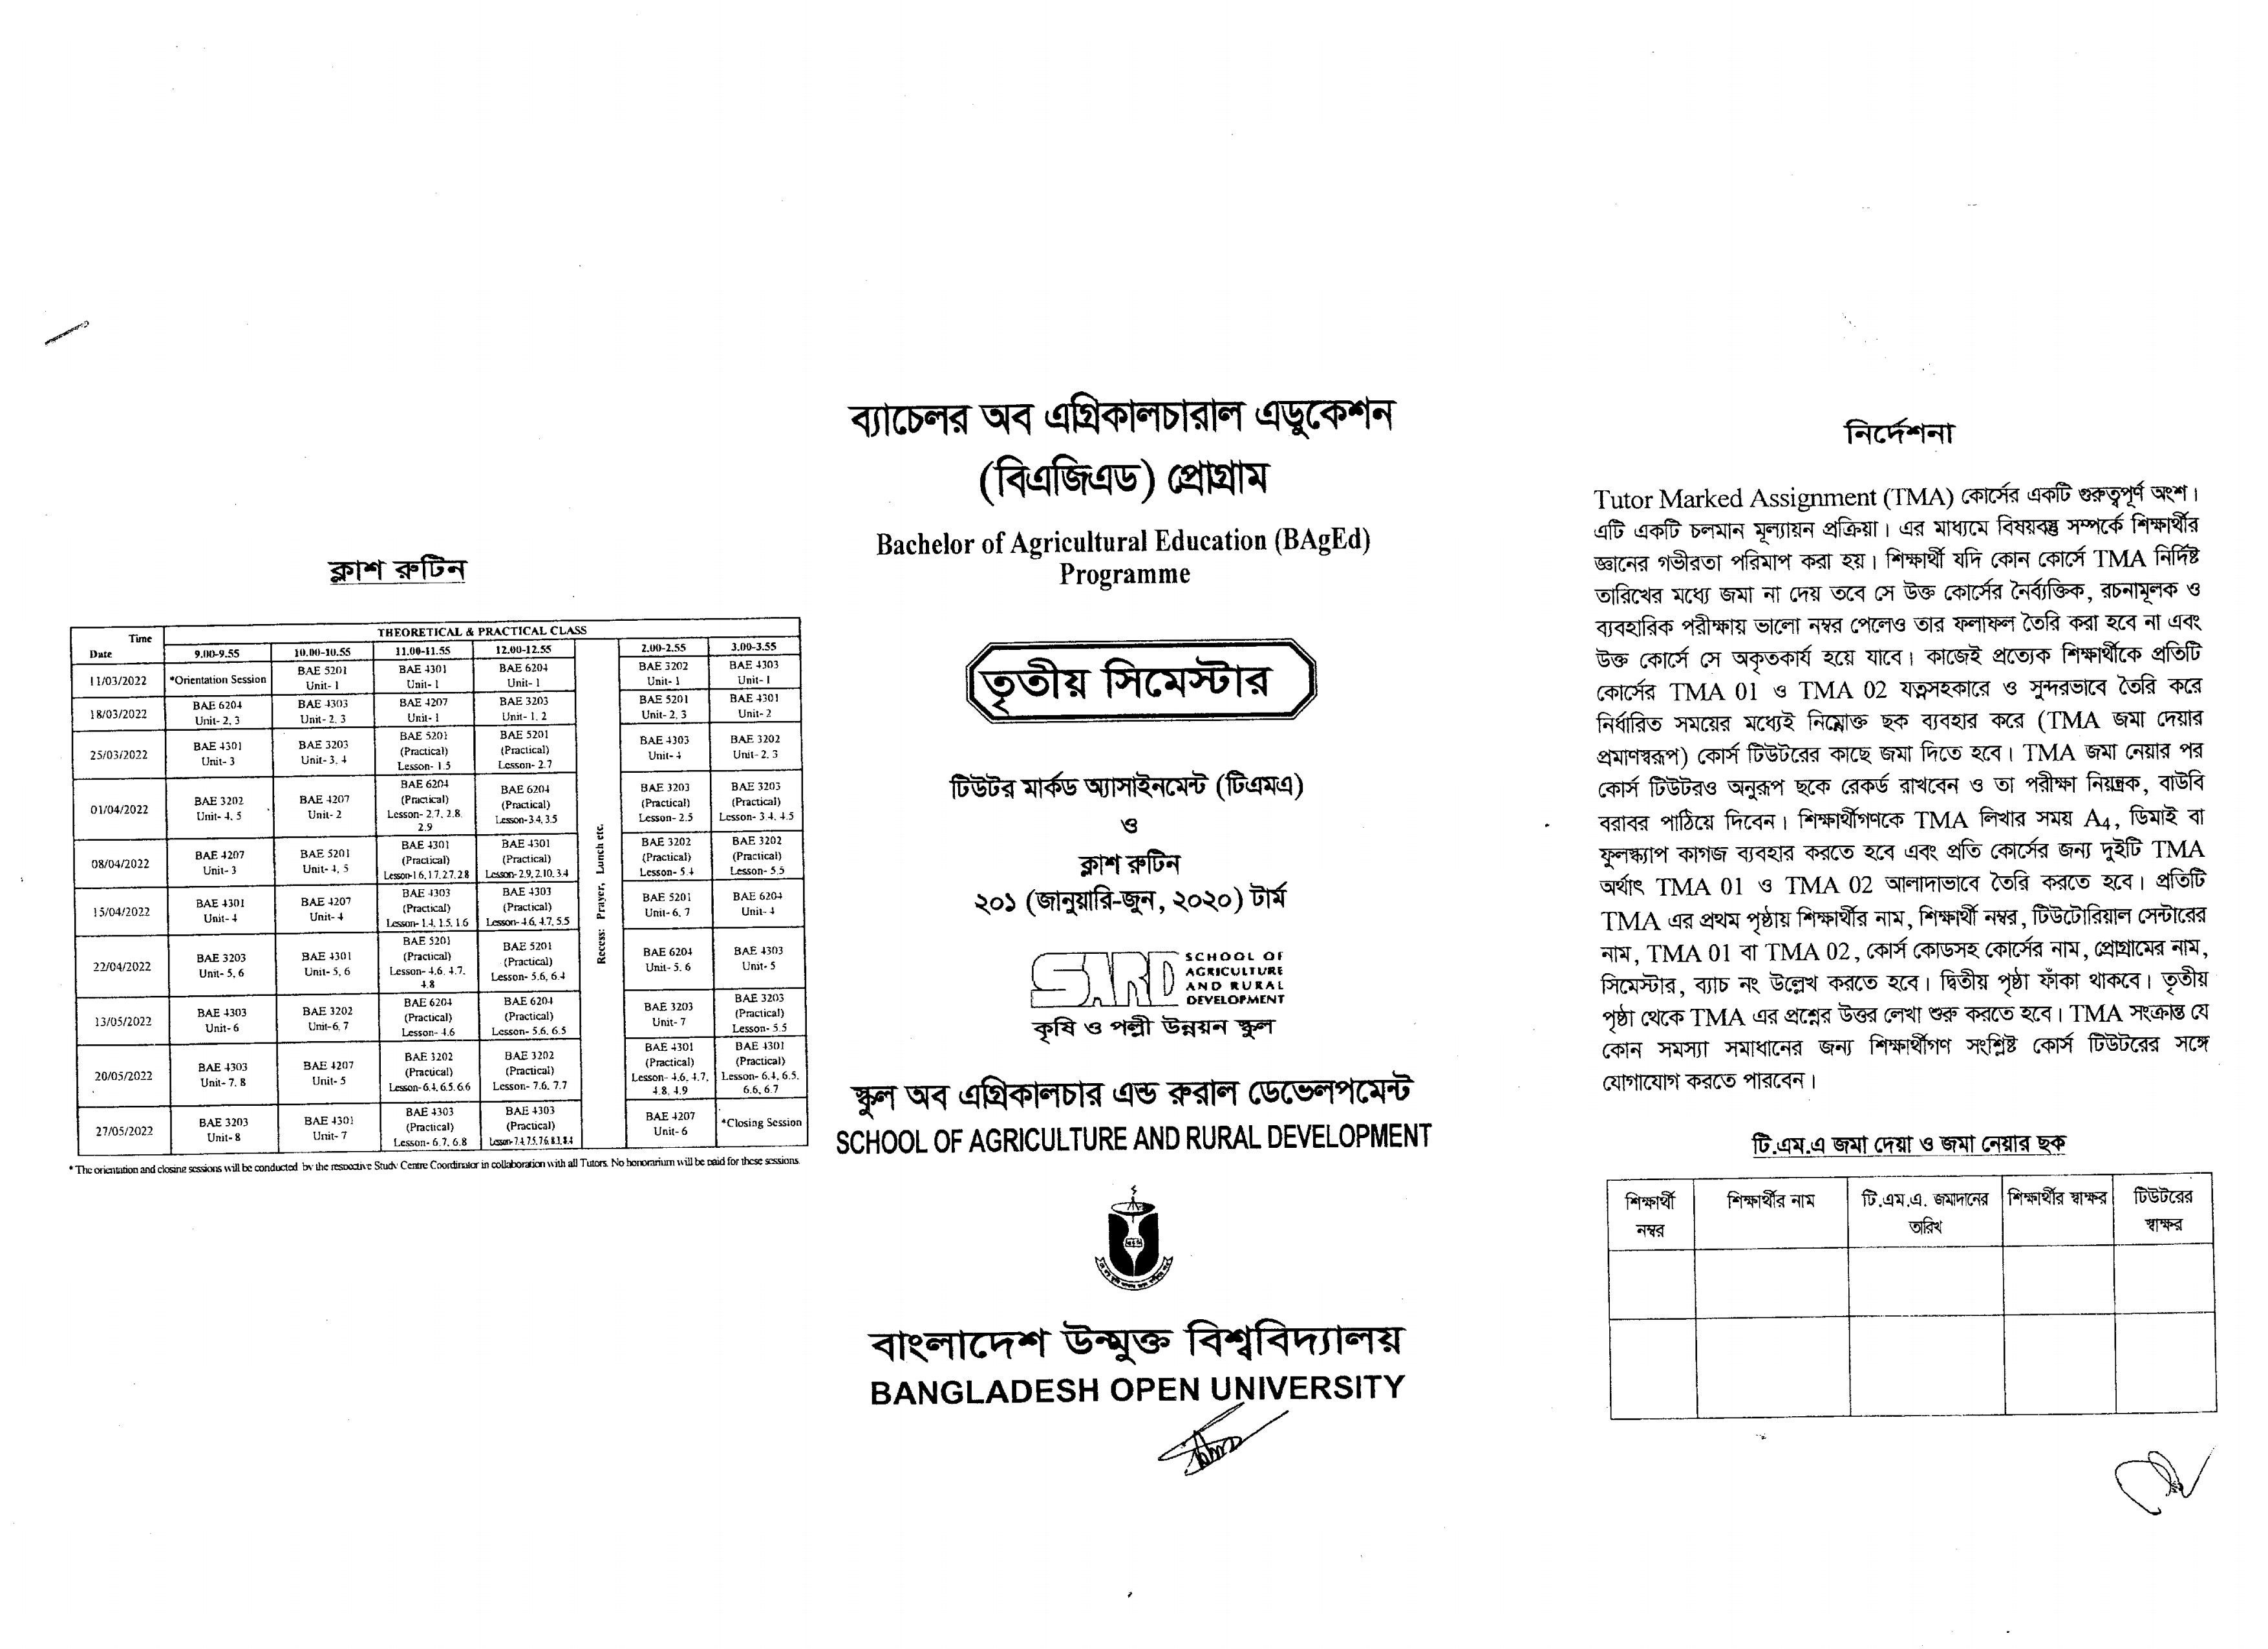 ক্লাশ রুটিন
Time
Date
THEORETICAL & PRACTICAL CLASS
9.00-9.55 10.00-10.55 11.00-11.55 12.00-12.55 2.00-2.55 3.00-3.55
Recess: Prayer, Lunch etc.
11/03/2022 *Orientation Session BAE 5201 Unit- 1 BAE 4301 Unit- 1 BAE 6204 Unit- 1 BAE 3202 Unit- 1 BAE 4303 Unit- 1
18/03/2022 BAE 6204 Unit- 2, 3 BAE 4303 Unit- 2, 3 BAE 4207 Unit- 1 BAE 3203 Unit- 1, 2 BAE 5201 Unit- 2, 3 BAE 4301 Unit- 2
25/03/2022 BAE 4301 Unit- 3 BAE 3203 Unit- 3, 4 BAE 5201 (Practical) Lesson- 1.5 BAE 5201 (Practical) Lesson- 2.7 BAE 4303 Unit- 4 BAE 3202 Unit- 2, 3
01/04/2022 BAE 3202 Unit- 4, 5 BAE 4207 Unit- 2 BAE 6204 (Practical) Lesson- 2.7, 2.8, 2.9 BAE 6204 (Practical) Lesson-3.4, 3.5 BAE 3203 (Practical) Lesson- 2.5 BAE 3203 (Practical) Lesson- 3.4, 4.5
08/04/2022 BAE 4207 Unit- 3 BAE 5201 Unit- 4, 5 BAE 4301 (Practical) Lesson-1.6, 1.7, 2.7, 2.8 BAE 4301 (Practical) Lesson- 2.9, 2.10, 3.4 BAE 3202 (Practical) Lesson- 5.4 BAE 3202 (Practical) Lesson- 5.5
15/04/2022 BAE 4301 Unit- 4 BAE 4207 Unit- 4 BAE 4303 (Practical) Lesson- 1.4, 1.5, 1.6 BAE 4303 (Practical) Lesson- 4.6, 4.7, 5.5 BAE 5201 Unit- 6, 7 BAE 6204 Unit- 4
22/04/2022 BAE 3203 Unit- 5, 6 BAE 4301 Unit- 5, 6 BAE 5201 (Practical) Lesson- 4.6, 4.7, 4.8 BAE 5201 (Practical) Lesson- 5.6, 6.4 BAE 6204 Unit- 5, 6 BAE 4303 Unit- 5
13/05/2022 BAE 4303 Unit- 6 BAE 3202 Unit-6, 7 BAE 6204 (Practical) Lesson- 4.6 BAE 6204 (Practical) Lesson- 5.6, 6.5 BAE 3203 Unit- 7 BAE 3203 (Practical) Lesson- 5.5
20/05/2022 BAE 4303 Unit- 7, 8 BAE 4207 Unit- 5 BAE 3202 (Practical) Lesson- 6.4, 6.5, 6.6 BAE 3202 (Practical) Lesson- 7.6, 7.7 BAE 4301 (Practical) Lesson- 4.6, 4.7, 4.8, 4.9 BAE 4301 (Practical) Lesson- 6.4, 6.5, 6.6, 6.7
27/05/2022 BAE 3203 Unit- 8 BAE 4301 Unit- 7 BAE 4303 (Practical) Lesson- 6.7, 6.8 BAE 4303 (Practical) Lesson- 7.4, 7.5, 7.6, 8.3, 8.4 BAE 4207 Unit- 6 *Closing Session
* The orientation and closing sessions will be conducted by the respective Study Centre Coordinator in collaboration with all Tutors. No honorarium will be paid for these sessions.
ব্যাচেলর অব এগ্রিকালচারাল এডুকেশন
(বিএজিএড) প্রোগ্রাম
Bachelor of Agricultural Education (BAgEd)
Programme
তৃতীয় সিমেস্টার
টিউটর মার্কড অ্যাসাইনমেন্ট (টিএমএ)
ও
ক্লাশ রুটিন
২০১ (জানুয়ারি-জুন, ২০২০) টার্ম
SARD
SCHOOL OF
AGRICULTURE
AND RURAL
DEVELOPMENT
কৃষি ও পল্লী উন্নয়ন স্কুল
স্কুল অব এগ্রিকালচার এন্ড রুরাল ডেভেলপমেন্ট
SCHOOL OF AGRICULTURE AND RURAL DEVELOPMENT
বাংলাদেশ উন্মুক্ত বিশ্ববিদ্যালয়
BANGLADESH OPEN UNIVERSITY
নির্দেশনা
Tutor Marked Assignment (TMA) কোর্সের একটি গুরুত্বপূর্ণ অংশ।
এটি একটি চলমান মূল্যায়ন প্রক্রিয়া। এর মাধ্যমে বিষয়বস্তু সম্পর্কে শিক্ষার্থীর
জ্ঞানের গভীরতা পরিমাপ করা হয়। শিক্ষার্থী যদি কোন কোর্সে TMA নির্দিষ্ট
তারিখের মধ্যে জমা না দেয় তবে সে উক্ত কোর্সের নৈর্ব্যক্তিক, রচনামূলক ও
ব্যবহারিক পরীক্ষায় ভালো নম্বর পেলেও তার ফলাফল তৈরি করা হবে না এবং
উক্ত কোর্সে সে অকৃতকার্য হয়ে যাবে। কাজেই প্রত্যেক শিক্ষার্থীকে প্রতিটি
কোর্সের TMA 01 ও TMA 02 যত্নসহকারে ও সুন্দরভাবে তৈরি করে
নির্ধারিত সময়ের মধ্যেই নিম্নোক্ত ছক ব্যবহার করে (TMA জমা দেয়ার
প্রমাণস্বরূপ) কোর্স টিউটরের কাছে জমা দিতে হবে। TMA জমা নেয়ার পর
কোর্স টিউটরও অনুরূপ ছকে রেকর্ড রাখবেন ও তা পরীক্ষা নিয়ন্ত্রক, বাউবি
বরাবর পাঠিয়ে দিবেন। শিক্ষার্থীগণকে TMA লিখার সময় A4, ডিমাই বা
ফুলস্ক্যাপ কাগজ ব্যবহার করতে হবে এবং প্রতি কোর্সের জন্য দুইটি TMA
অর্থাৎ TMA 01 ও TMA 02 আলাদাভাবে তৈরি করতে হবে। প্রতিটি
TMA এর প্রথম পৃষ্ঠায় শিক্ষার্থীর নাম, শিক্ষার্থী নম্বর, টিউটোরিয়াল সেন্টারের
নাম, TMA 01 বা TMA 02, কোর্স কোডসহ কোর্সের নাম, প্রোগ্রামের নাম,
সিমেস্টার, ব্যাচ নং উল্লেখ করতে হবে। দ্বিতীয় পৃষ্ঠা ফাঁকা থাকবে। তৃতীয়
পৃষ্ঠা থেকে TMA এর প্রশ্নের উত্তর লেখা শুরু করতে হবে। TMA সংক্রান্ত যে
কোন সমস্যা সমাধানের জন্য শিক্ষার্থীগণ সংশ্লিষ্ট কোর্স টিউটরের সঙ্গে
যোগাযোগ করতে পারবেন।
টি.এম.এ জমা দেয়া ও জমা নেয়ার ছক
শিক্ষার্থী নম্বর শিক্ষার্থীর নাম টি.এম.এ. জমাদানের তারিখ শিক্ষার্থীর স্বাক্ষর টিউটরের স্বাক্ষর